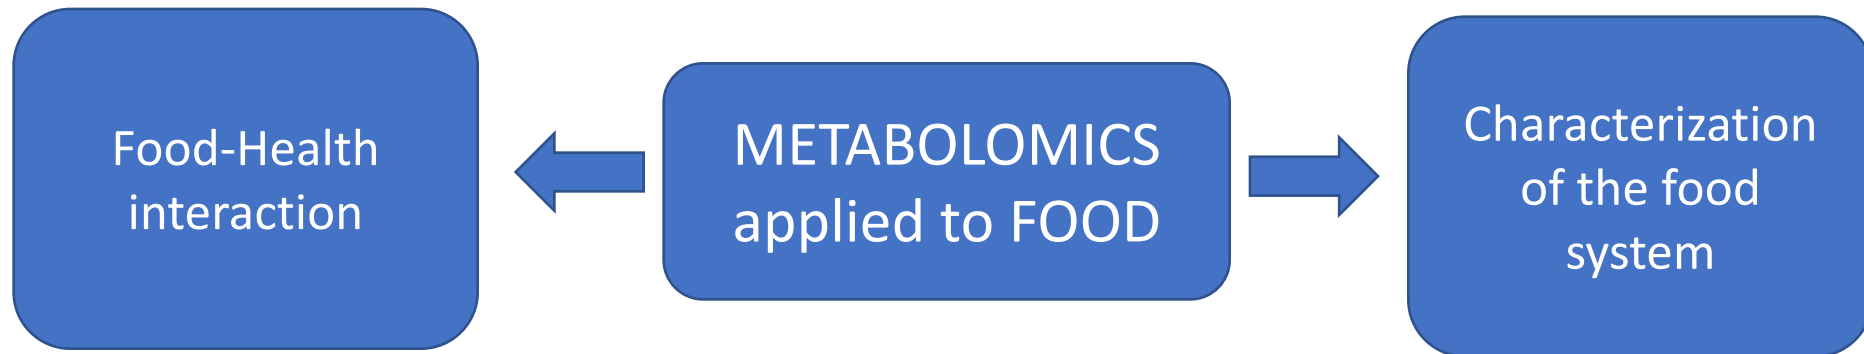 Food-Health
interaction
METABOLOMICS
applied to FOOD
Characterization
of the food
system